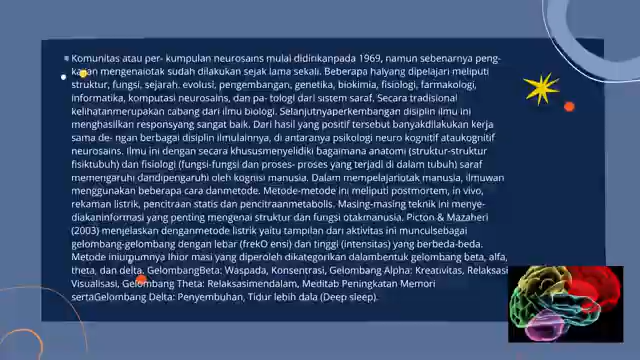 Komunitas atau per- kumpulan neurosains mulai didirikanpada 1969, namun sebenarnya peng-
kajian mengenaiotak sudah dilakukan sejak lama sekali. Beberapa halyang dipelajari meliputi
struktur, fungsi, sejarah, evolusi, pengembangan, genetika, biokimia, fisiologi, farmakologi,
informatika, komputasi neurosains, dan pa- tologi dari sistem saraf, Secara tradisional
kelihatanmerupakan cabang dari ilmu biologi. Selanjutnyaperkembangan disiplin ilmu ini
menghasilkan responsyang sangat baik. Dari hasil yang positif tersebut banyakdilakukan kerja
sama de- ngan berbagai disiplin ilmulainnya, di antaranya psikologi neuro kognitif ataukognitif
neurosains. Ilmu ini dengan secara khususmenyelidiki bagaimana anatomi (struktur-struktur
fisiktubuh) dan fisiologi (fungsi-fungsi dan proses- proses yang terjadi di dalam tubuh) saraf
memengaruhi dandipengaruhi oleh kognisi manusia. Dalam mempelajariotak manusia, ilmuwan
menggunakan beberapa cara danmetode. Metode-metode ini meliputi postmortem, in vivo,
rekaman listrik, pencitraan statis dan pencitraanmetabolis. Masing-masing teknik ini menye-
diakaninformasi yang penting mengenai struktur dan fungsi otakmanusia. Picton & Mazaheri
(2003) menjelaskan denganmetode listrik yaitu tampilan dari aktivitas ini munculsebagai
gelombang-gelombang dengan lebar (frekO ensi) dan tinggi (intensitas) yang berbeda-beda.
Metode iniumpumnya lhior masi yang diperoleh dikategorikan dalambentuk gelombang beta, alfa,
theta, dan delta. GelombangBeta: Waspada, Konsentrasi, Gelombang Alpha: Kreativitas, Relaksasi
Visualisasi, Gelombang Theta: Relaksasimendalam, Meditab Peningkatan Memori
sertaGelombang Delta: Penyembuhan, Tidur lebih dala (Deep sleep).